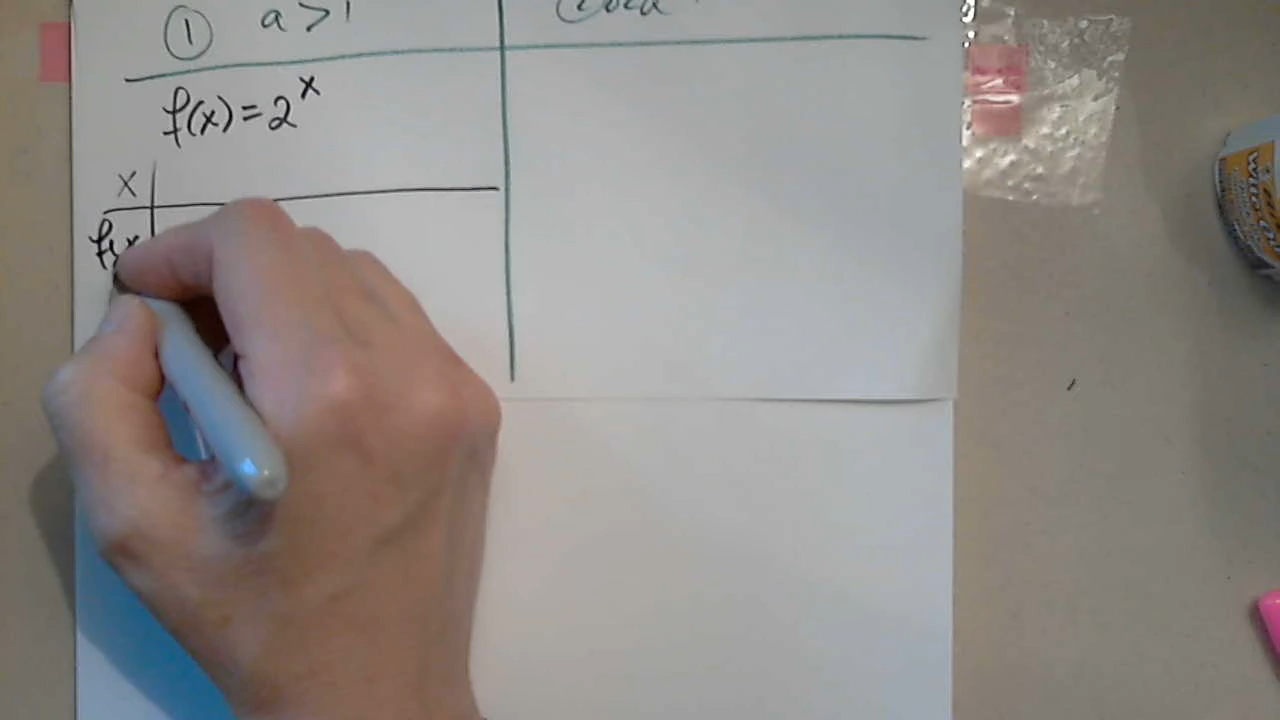 ① a > 1
f(x) = 2^x
x
f(x